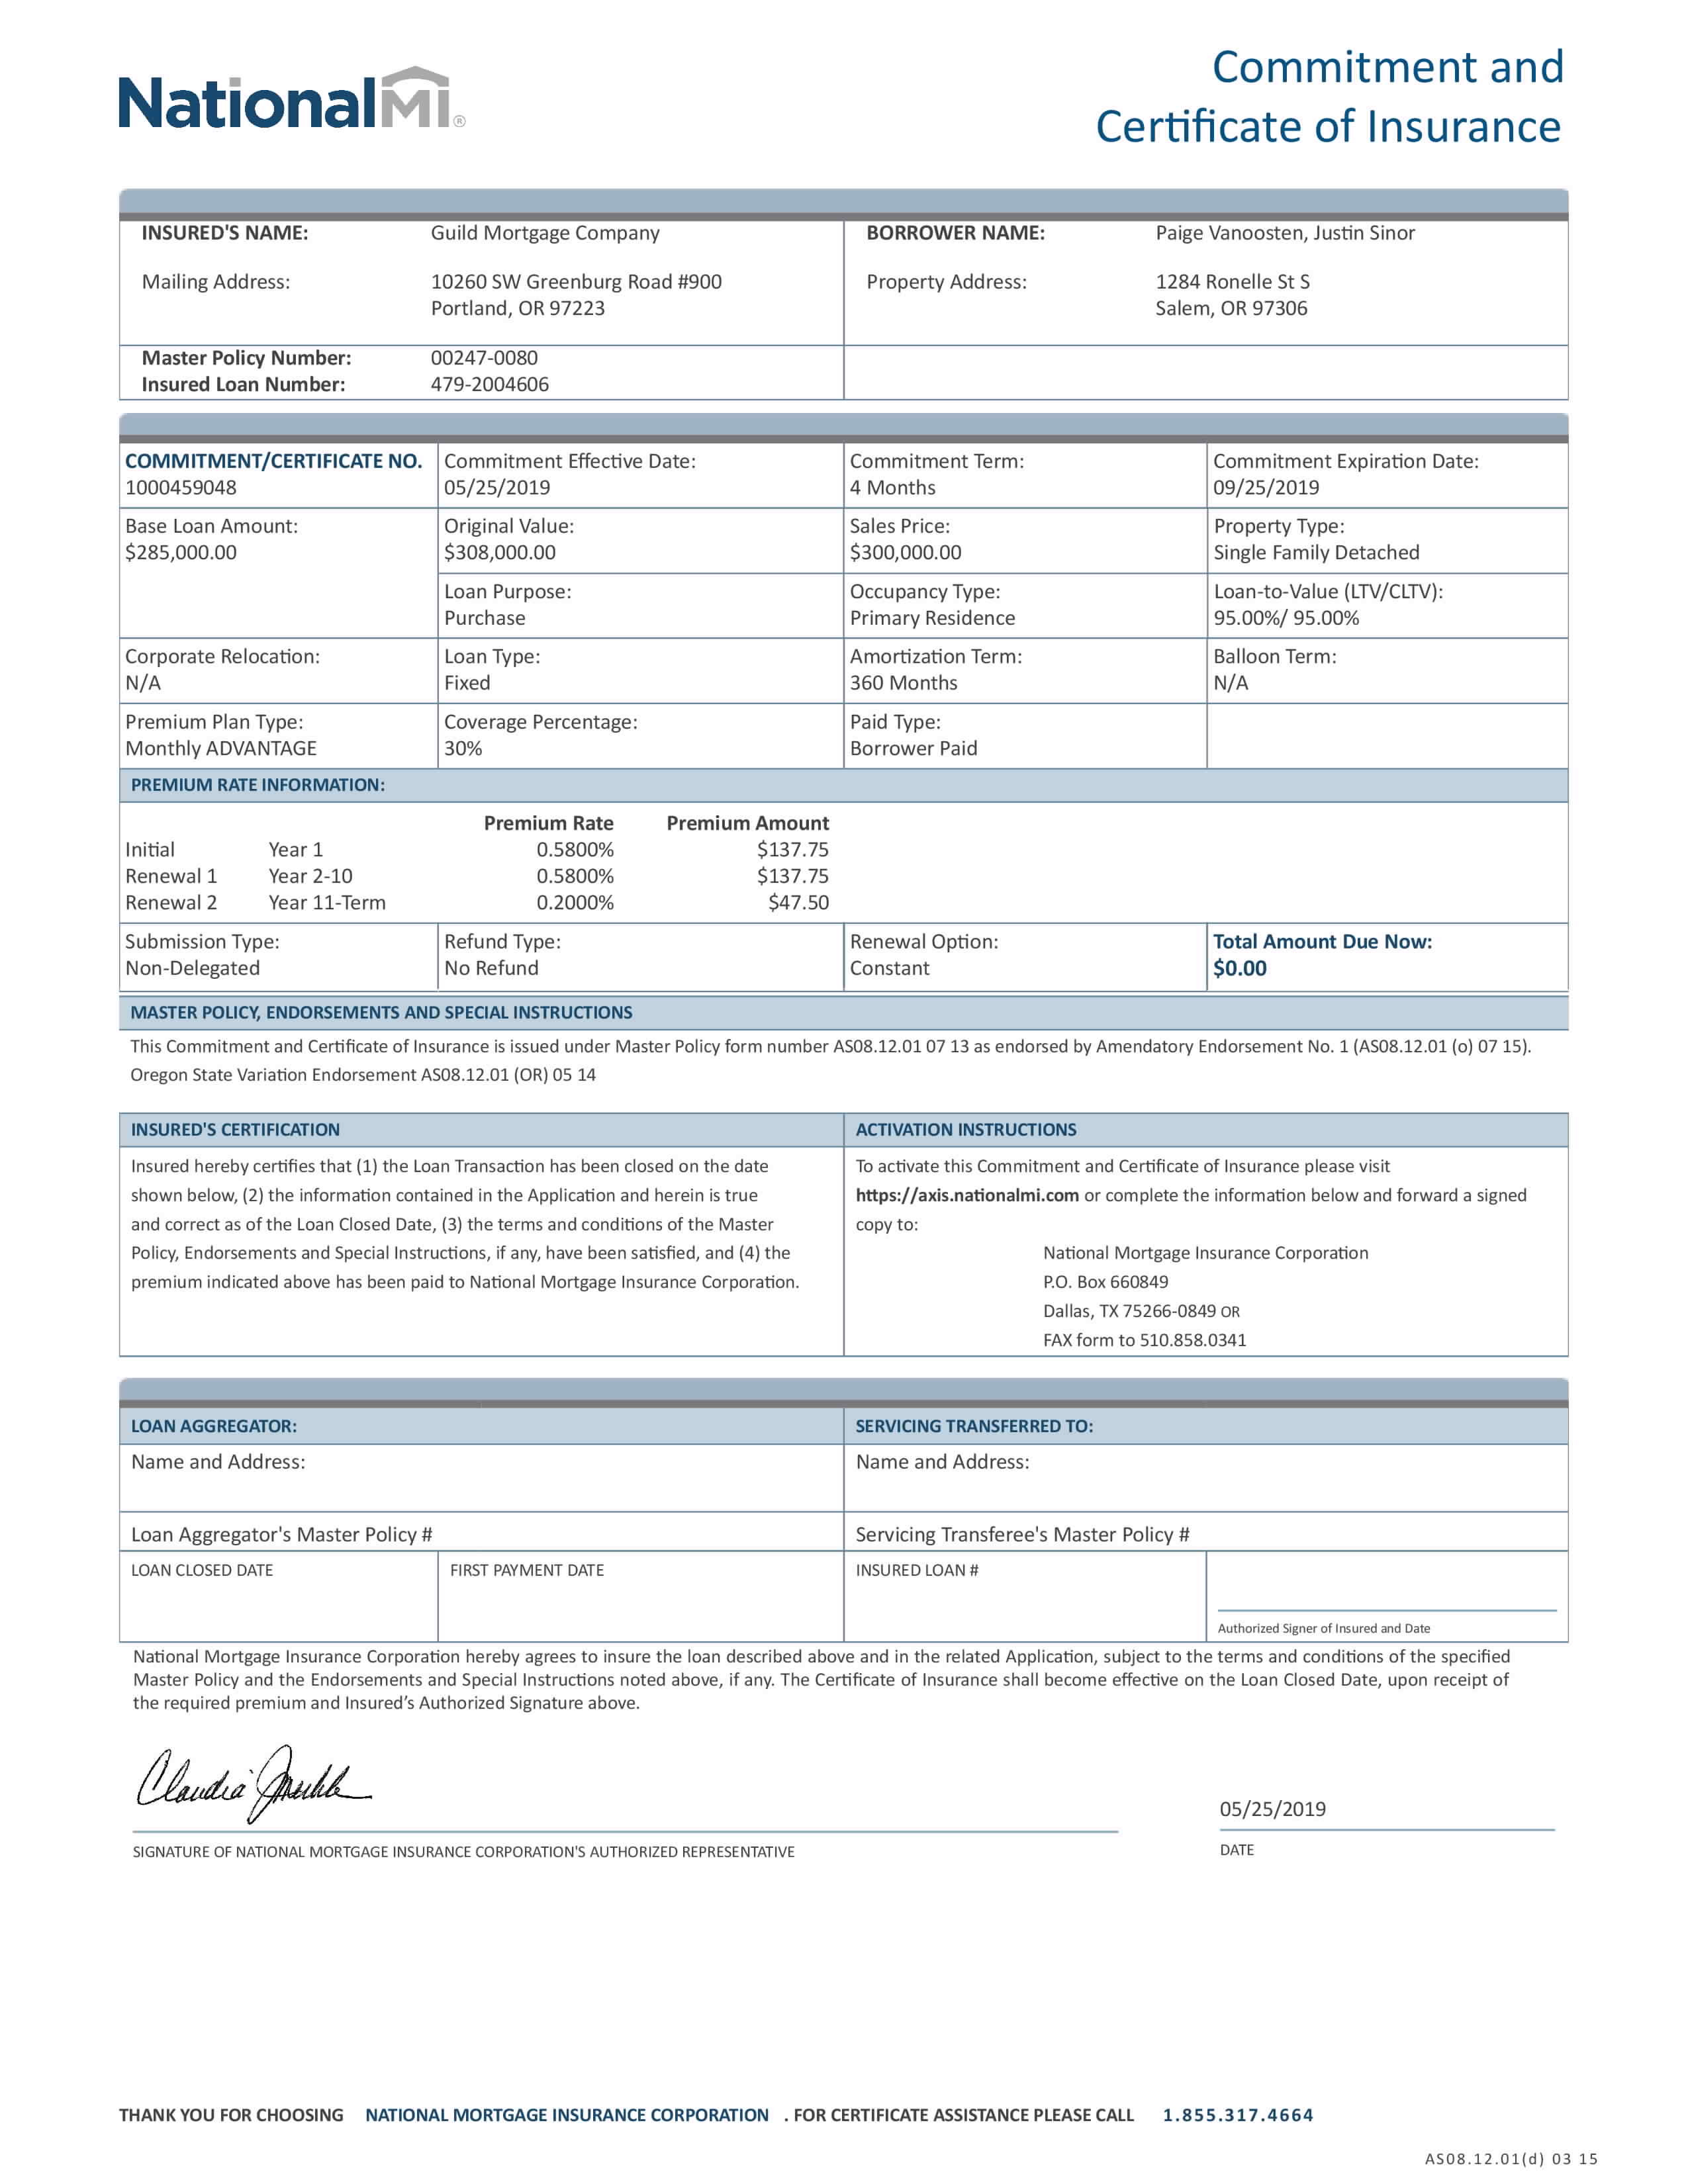 NationalMI®
Commitment and
Certificate of Insurance
INSURED'S NAME: Guild Mortgage Company
Mailing Address: 10260 SW Greenburg Road #900
Portland, OR 97223
BORROWER NAME: Paige Vanoosten, Justin Sinor
Property Address: 1284 Ronelle St S
Salem, OR 97306
Master Policy Number: 00247-0080
Insured Loan Number: 479-2004606
COMMITMENT/CERTIFICATE NO. Commitment Effective Date: Commitment Term: Commitment Expiration Date:
1000459048 05/25/2019 4 Months 09/25/2019
Base Loan Amount: Original Value: Sales Price: Property Type:
$285,000.00 $308,000.00 $300,000.00 Single Family Detached
Loan Purpose: Occupancy Type: Loan-to-Value (LTV/CLTV):
Purchase Primary Residence 95.00%/ 95.00%
Corporate Relocation: Loan Type: Amortization Term: Balloon Term:
N/A Fixed 360 Months N/A
Premium Plan Type: Coverage Percentage: Paid Type:
Monthly ADVANTAGE 30% Borrower Paid
PREMIUM RATE INFORMATION:
Premium Rate Premium Amount
Initial Year 1 0.5800% $137.75
Renewal 1 Year 2-10 0.5800% $137.75
Renewal 2 Year 11-Term 0.2000% $47.50
Submission Type: Refund Type: Renewal Option: Total Amount Due Now:
Non-Delegated No Refund Constant $0.00
MASTER POLICY, ENDORSEMENTS AND SPECIAL INSTRUCTIONS
This Commitment and Certificate of Insurance is issued under Master Policy form number AS08.12.01 07 13 as endorsed by Amendatory Endorsement No. 1 (AS08.12.01 (o) 07 15).
Oregon State Variation Endorsement AS08.12.01 (OR) 05 14
INSURED'S CERTIFICATION
Insured hereby certifies that (1) the Loan Transaction has been closed on the date
shown below, (2) the information contained in the Application and herein is true
and correct as of the Loan Closed Date, (3) the terms and conditions of the Master
Policy, Endorsements and Special Instructions, if any, have been satisfied, and (4) the
premium indicated above has been paid to National Mortgage Insurance Corporation.
ACTIVATION INSTRUCTIONS
To activate this Commitment and Certificate of Insurance please visit
https://axis.nationalmi.com or complete the information below and forward a signed
copy to:
National Mortgage Insurance Corporation
P.O. Box 660849
Dallas, TX 75266-0849 OR
FAX form to 510.858.0341
LOAN AGGREGATOR: SERVICING TRANSFERRED TO:
Name and Address: Name and Address:
Loan Aggregator's Master Policy # Servicing Transferee's Master Policy #
LOAN CLOSED DATE FIRST PAYMENT DATE INSURED LOAN #
Authorized Signer of Insured and Date
National Mortgage Insurance Corporation hereby agrees to insure the loan described above and in the related Application, subject to the terms and conditions of the specified
Master Policy and the Endorsements and Special Instructions noted above, if any. The Certificate of Insurance shall become effective on the Loan Closed Date, upon receipt of
the required premium and Insured’s Authorized Signature above.
Claudia
05/25/2019
SIGNATURE OF NATIONAL MORTGAGE INSURANCE CORPORATION'S AUTHORIZED REPRESENTATIVE DATE
THANK YOU FOR CHOOSING NATIONAL MORTGAGE INSURANCE CORPORATION . FOR CERTIFICATE ASSISTANCE PLEASE CALL 1.855.317.4664
AS08.12.01(d) 03 15